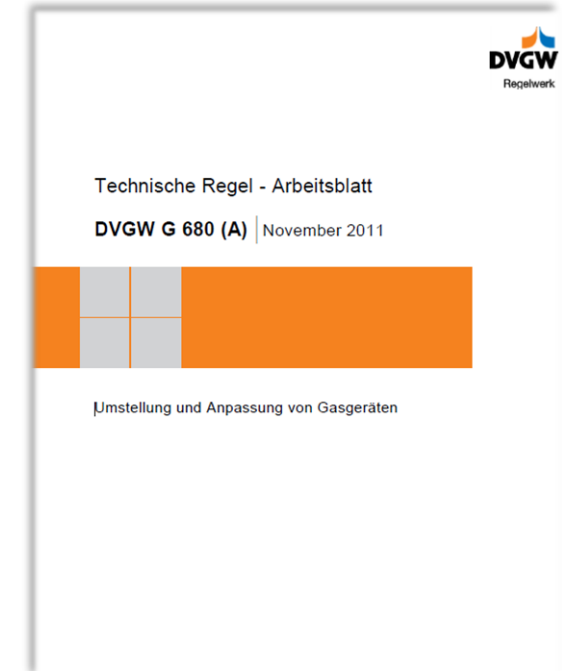 DVGW
Regelwerk
Technische Regel - Arbeitsblatt
DVGW G 680 (A) November 2011
Umstellung und Anpassung von Gasgeräten